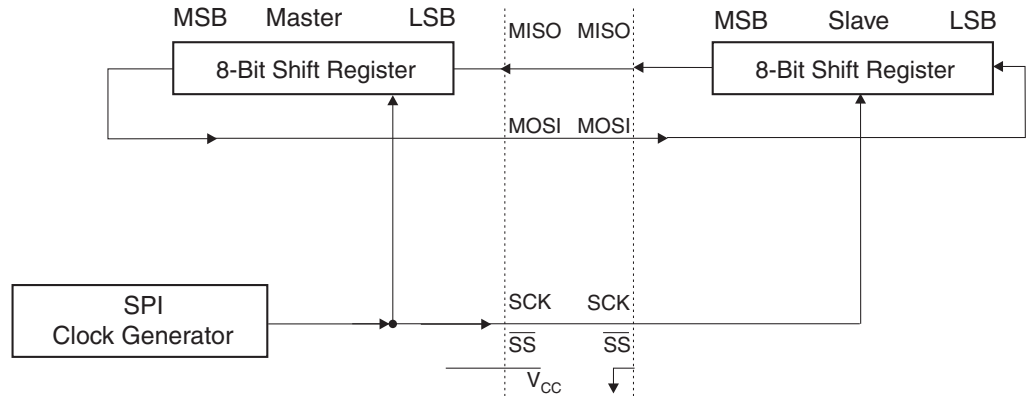 MSB Master LSB
8-Bit Shift Register
MISO MISO
MSB Slave LSB
8-Bit Shift Register
MOSI MOSI
SPI
Clock Generator
SCK SCK
SS SS
VCC